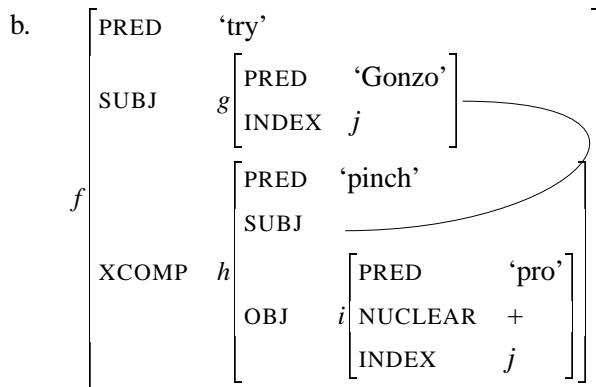 b. PRED ‘try’
SUBJ g PRED ‘Gonzo’
INDEX j
f
PRED ‘pinch’
SUBJ
XCOMP h
OBJ i PRED ‘pro’
NUCLEAR +
INDEX j